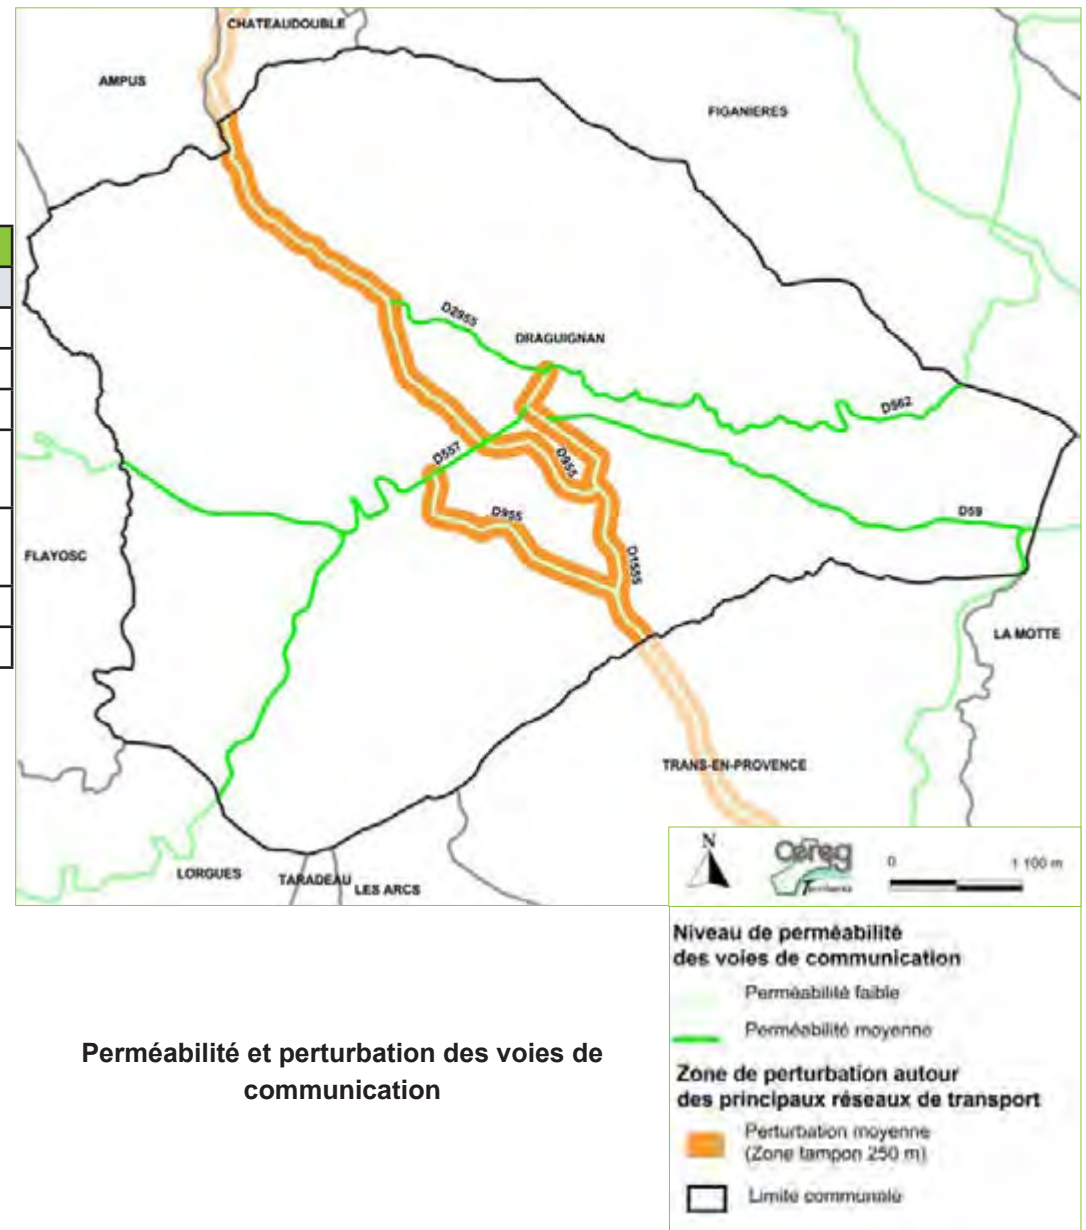 CHATEAUDOUBLE
AMPUS
FIGANIERES
D2955
DRAGUIGNAN
D562
D557
D955
D955
D59
FLAYOSC
D1555
LA MOTTE
TRANS-EN-PROVENCE
LORGUES
TARADEAU
LES ARCS
N
Cereg
Territoires
0
1 100 m
Niveau de perméabilité
des voies de communication
Perméabilité faible
Perméabilité moyenne
Zone de perturbation autour
des principaux réseaux de transport
Perturbation moyenne
(Zone tampon 250 m)
Limite communale
Perméabilité et perturbation des voies de
communication